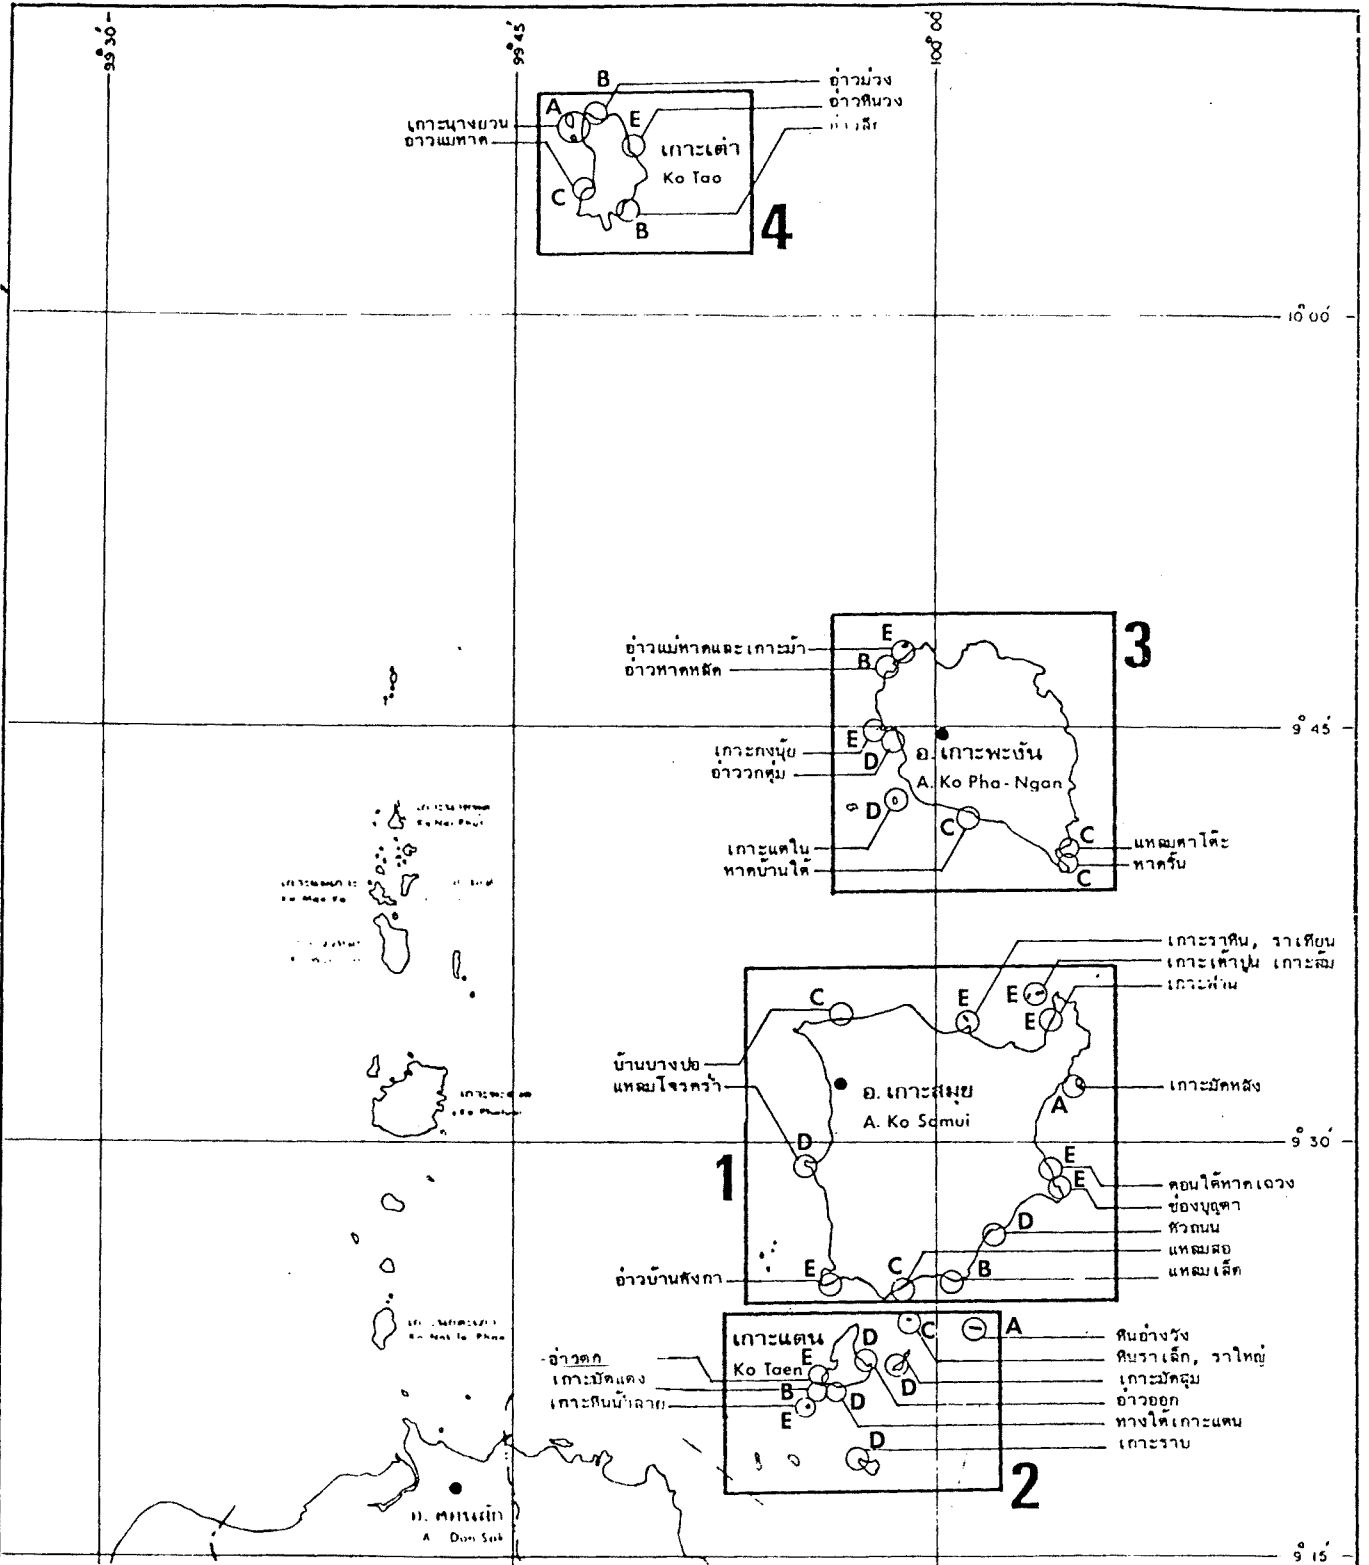 99°30′
99°45′
100°00′
B
อ่าวม่วง
A
E
อ่าวหินวง
เกาะนางยวน
อ่าวแม่หาด
เกาะเต่า
Ko Tao
C
B
4
10°00′
3
E
อ่าวแม่หาดและเกาะม้า
B
อ่าวหาดหลัด
9°45′
E
เกาะกงนุ้ย
D
อ่าววกตุ่ม
อ. เกาะพะงัน
A. Ko Pha-Ngan
D
C
C
แหลมตาโต๊ะ
เกาะแตใน
หาดบ้านใต้
หาดริ้น
C
เกาะราหิน, ราเทียน
เกาะเต้าปูน เกาะส้ม
เกาะฟาน
C
E
E
E
บ้านบางปอ
แหลมโจรคร่ำ
อ. เกาะสมุย
A. Ko Samui
เกาะมัดหลัง
A
9°30′
D
1
E
ตอนใต้หาดเฉวง
E
ช่องบุญตา
D
หัวถนน
แหลมสอ
แหลมเส็ด
อ่าวบ้านตังกา
E
C
B
เกาะแตน
Ko Taen
D
C
A
หินอ่างวัง
หินราเล็ก, ราใหญ่
อ่าวตก
E
D
เกาะมัดสุม
เกาะมัดแดง
B
D
อ่าวออก
เกาะหินน้ำลาย
E
ทางใต้เกาะแตน
D
เกาะราบ
2
อ. ดอนสัก
A. Don Sak
9°15′